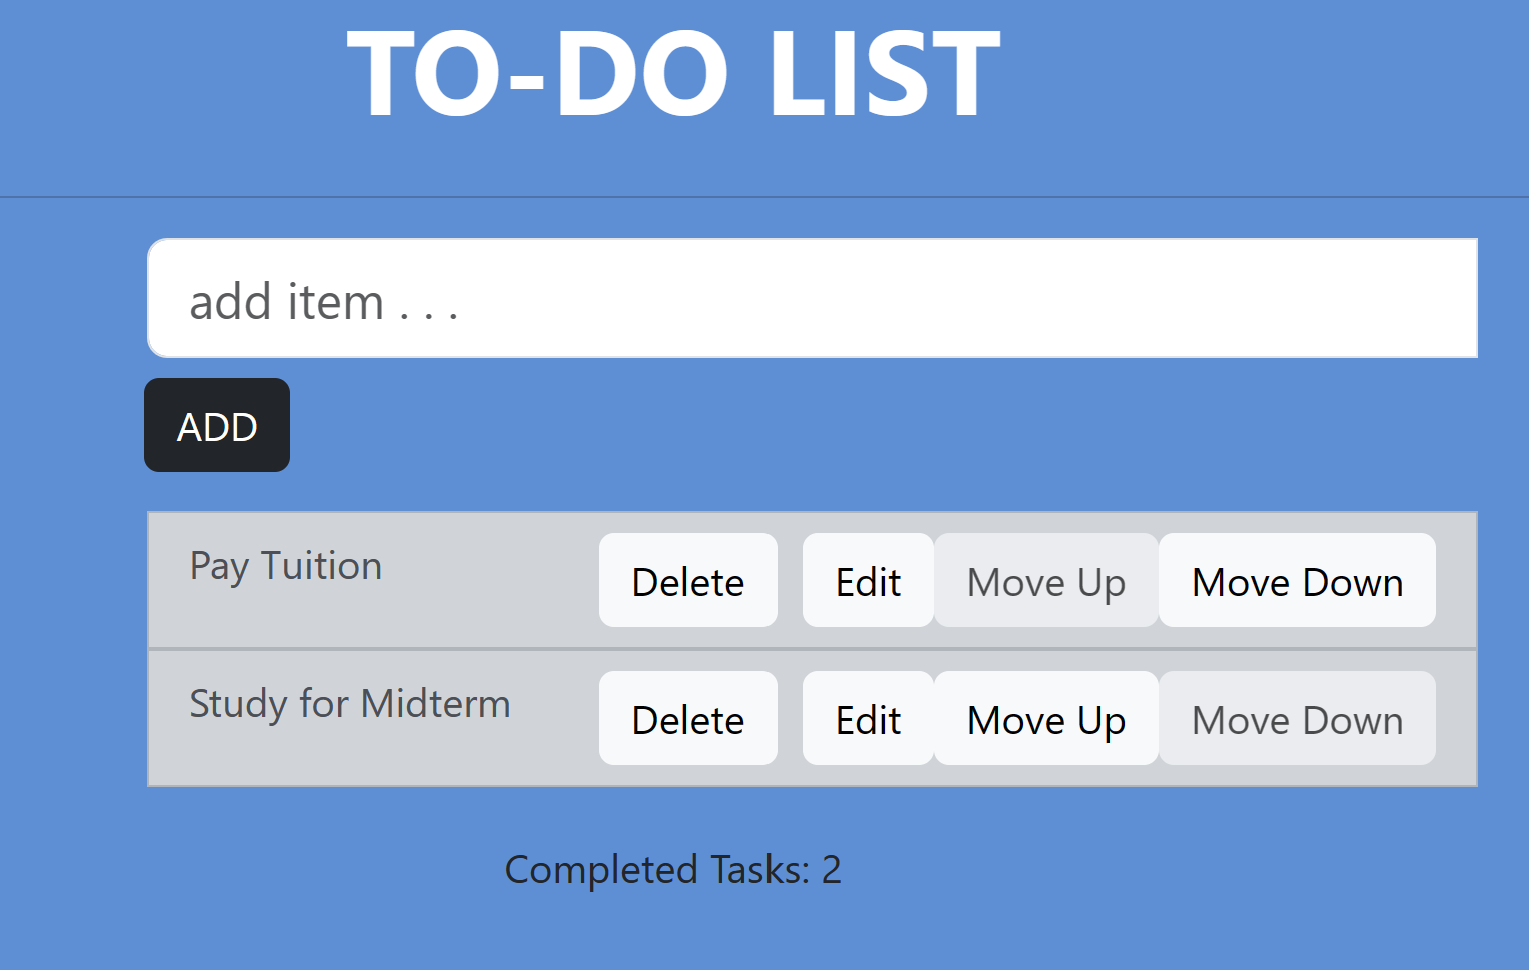 TO-DO LIST
add item . . .
ADD
Pay Tuition Delete Edit Move Up Move Down
Study for Midterm Delete Edit Move Up Move Down
Completed Tasks: 2